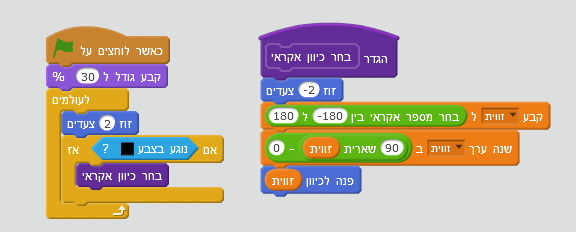 הגדר בחר כיוון אקראי
זוז -2 צעדים
קבע זווית ל בחר מספר אקראי בין -180 ל 180
שנה ערך זווית ב 90 שארית זווית - 0
פנה לכיוון זווית
כאשר לוחצים על
קבע גודל ל 30 %
לעולמים
זוז 2 צעדים
אם נוגע בצבע ? אז
בחר כיוון אקראי